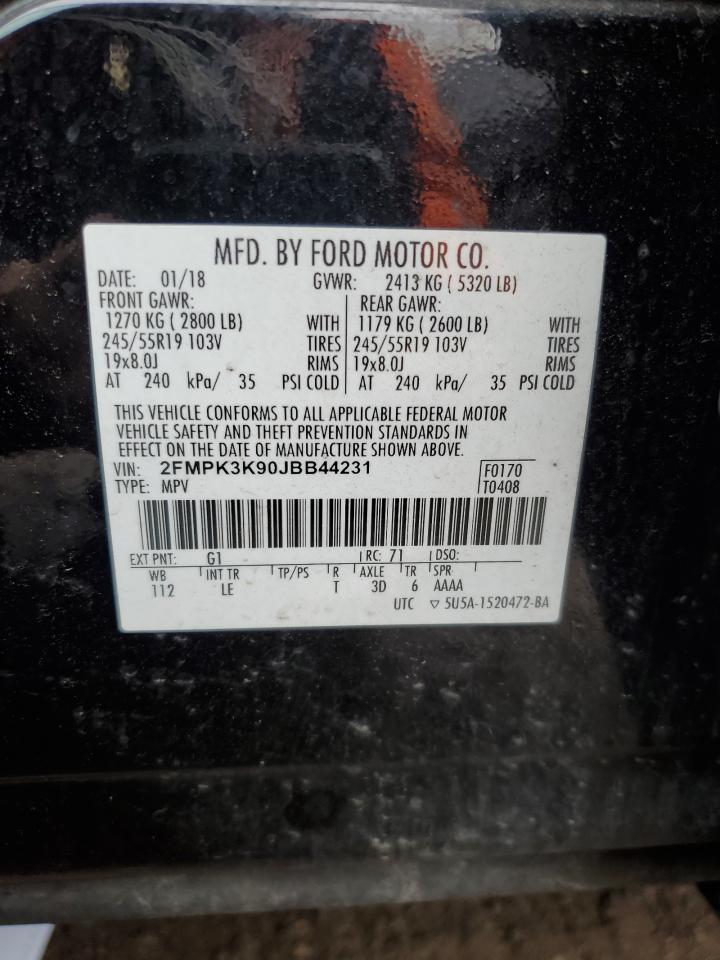 MFD. BY FORD MOTOR CO.
DATE: 01/18 GVWR: 2413 KG ( 5320 LB)
FRONT GAWR: REAR GAWR:
1270 KG ( 2800 LB) WITH 1179 KG ( 2600 LB) WITH
245/55R19 103V TIRES 245/55R19 103V TIRES
19x8.0J RIMS 19x8.0J RIMS
AT 240 kPa/ 35 PSI COLD AT 240 kPa/ 35 PSI COLD
THIS VEHICLE CONFORMS TO ALL APPLICABLE FEDERAL MOTOR
VEHICLE SAFETY AND THEFT PREVENTION STANDARDS IN
EFFECT ON THE DATE OF MANUFACTURE SHOWN ABOVE.
VIN: 2FMPK3K90JBB44231 F0170
TYPE: MPV T0408
EXT PNT: G1 RC: 71 DSO:
WB INT TR TP/PS R AXLE TR SPR
112 LE T 3D 6 AAAA
UTC ▽ 5U5A-1520472-BA